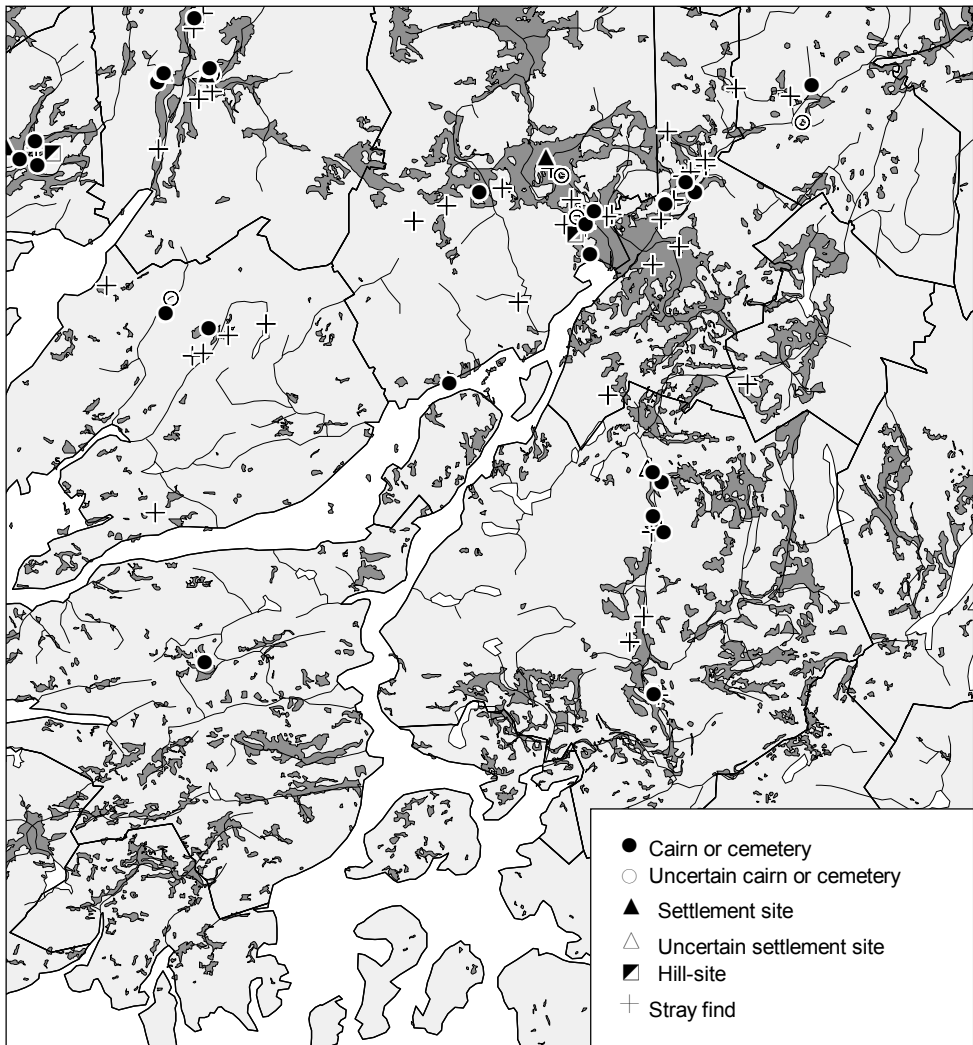 Cairn or cemetery
Uncertain cairn or cemetery
Settlement site
Uncertain settlement site
Hill-site
Stray find